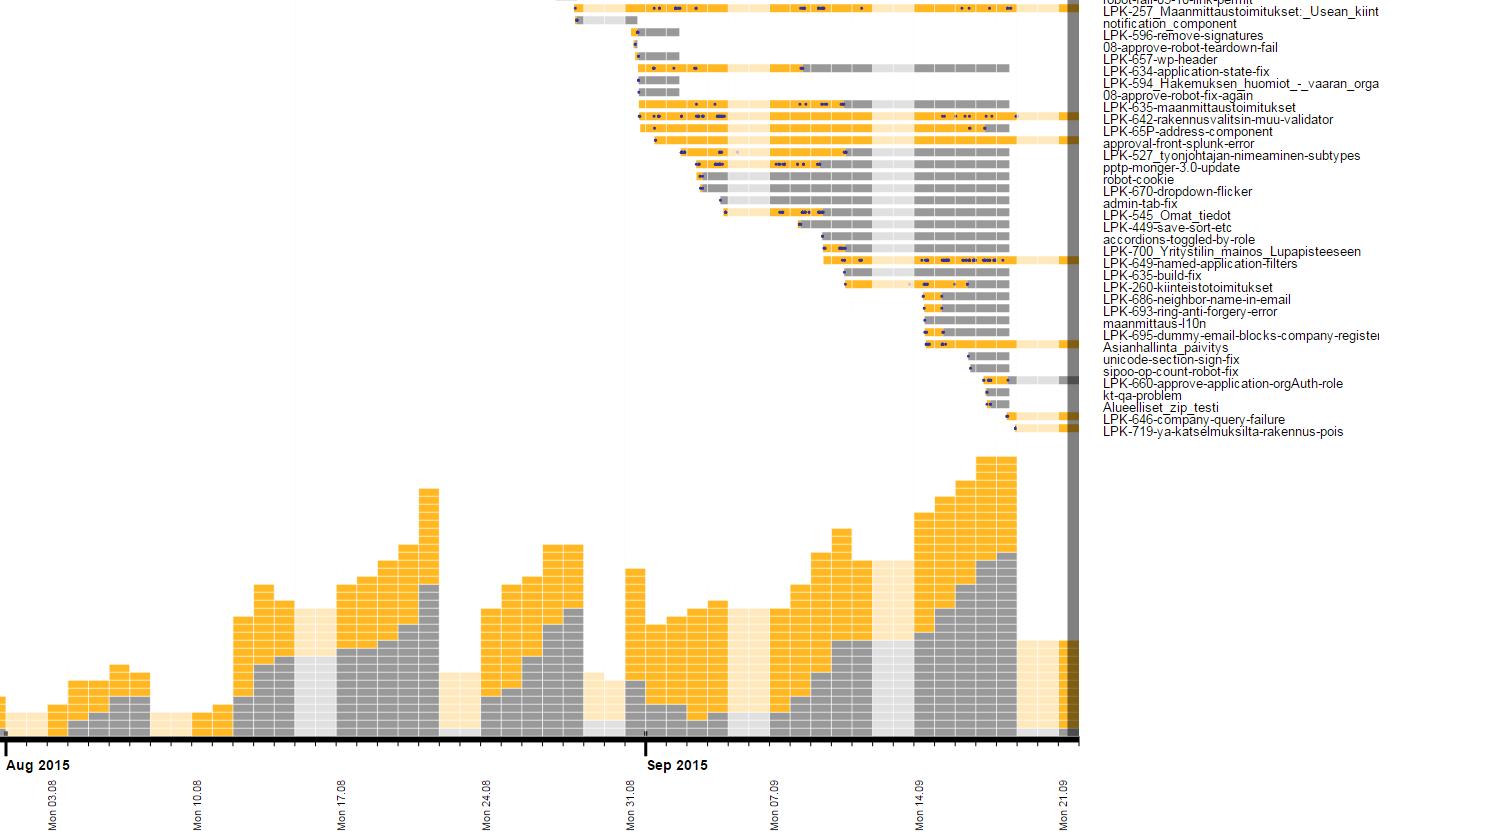 robot-fail-09-10-link-permit
LPK-257_Maanmittaustoimitukset:_Usean_kiint
notification_component
LPK-596-remove-signatures
08-approve-robot-teardown-fail
LPK-657-wp-header
LPK-634-application-state-fix
LPK-594_Hakemuksen_huomiot_-_vaaran_orga
08-approve-robot-fix-again
LPK-635-maanmittaustoimitukset
LPK-642-rakennusvalitsin-muu-validator
LPK-65P-address-component
approval-front-splunk-error
LPK-527_tyonjohtajan-nimeaminen-subtypes
pptp-monger-3.0-update
robot-cookie
LPK-670-dropdown-flicker
admin-tab-fix
LPK-545_Omat_tiedot
LPK-449-save-sort-etc
accordions-toggled-by-role
LPK-700_Yritystilin_mainos_Lupapisteeseen
LPK-649-named-application-filters
LPK-635-build-fix
LPK-260-kiinteistotoimitukset
LPK-686-neighbor-name-in-email
LPK-693-ring-anti-forgery-error
maanmittaus-l10n
LPK-695-dummy-email-blocks-company-register
Asianhallinta_paivitys
unicode-section-sign-fix
sipoo-op-count-robot-fix
LPK-660-approve-application-orgAuth-role
kt-qa-problem
Alueelliset_zip_testi
LPK-646-company-query-failure
LPK-719-ya-katselmuksilta-rakennus-pois
Aug 2015
Sep 2015
Mon 03.08
Mon 10.08
Mon 17.08
Mon 24.08
Mon 31.08
Mon 07.09
Mon 14.09
Mon 21.09